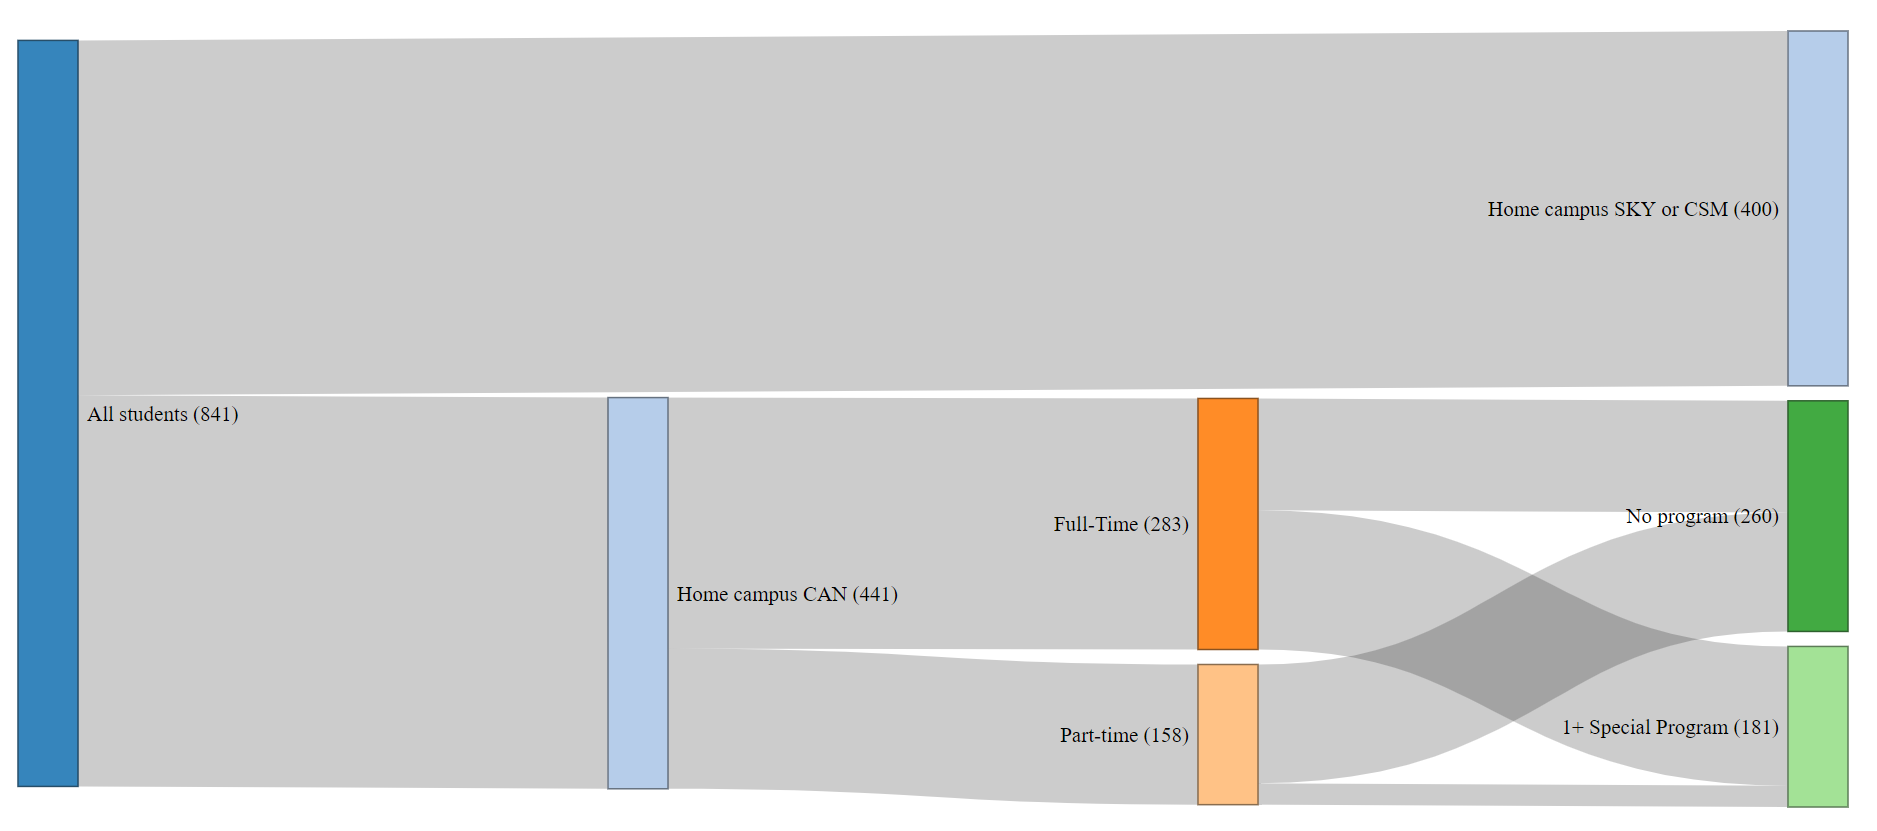 Home campus SKY or CSM (400)
All students (841)
No program (260)
Full-Time (283)
Home campus CAN (441)
1+ Special Program (181)
Part-time (158)